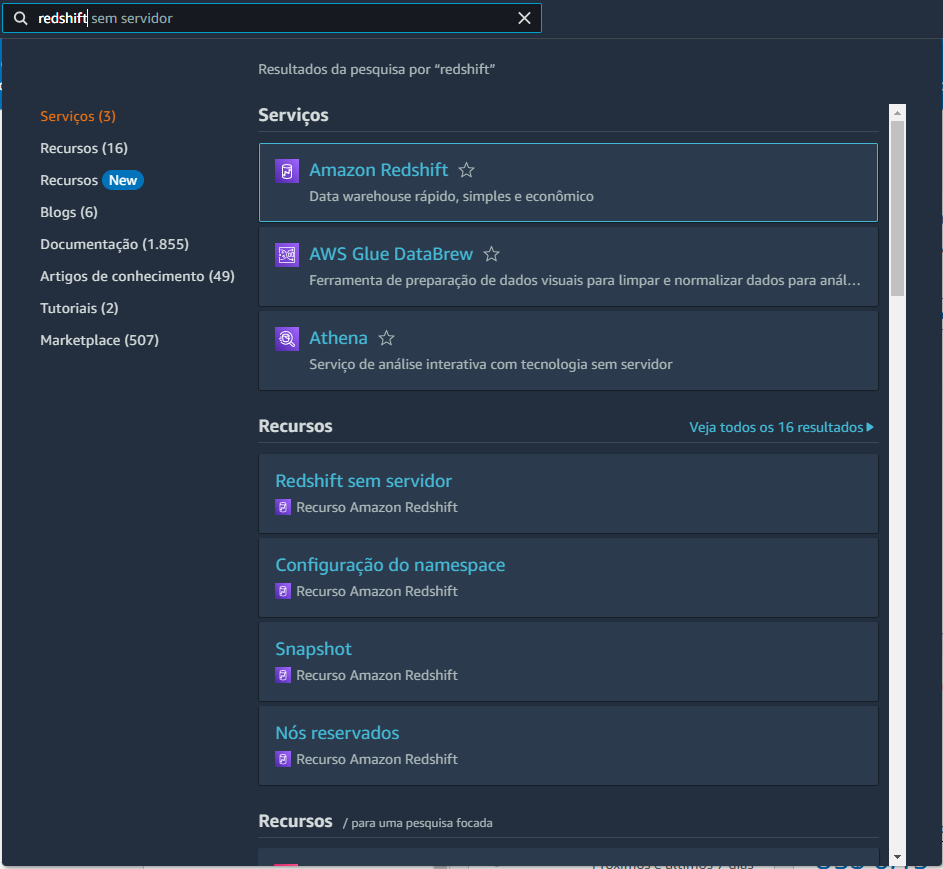 redshift sem servidor
Resultados da pesquisa por “redshift”
Serviços (3)
Recursos (16)
Recursos New
Blogs (6)
Documentação (1.855)
Artigos de conhecimento (49)
Tutoriais (2)
Marketplace (507)
Serviços
Amazon Redshift
Data warehouse rápido, simples e econômico
AWS Glue DataBrew
Ferramenta de preparação de dados visuais para limpar e normalizar dados para anál...
Athena
Serviço de análise interativa com tecnologia sem servidor
Recursos Veja todos os 16 resultados
Redshift sem servidor
Recurso Amazon Redshift
Configuração do namespace
Recurso Amazon Redshift
Snapshot
Recurso Amazon Redshift
Nós reservados
Recurso Amazon Redshift
Recursos / para uma pesquisa focada